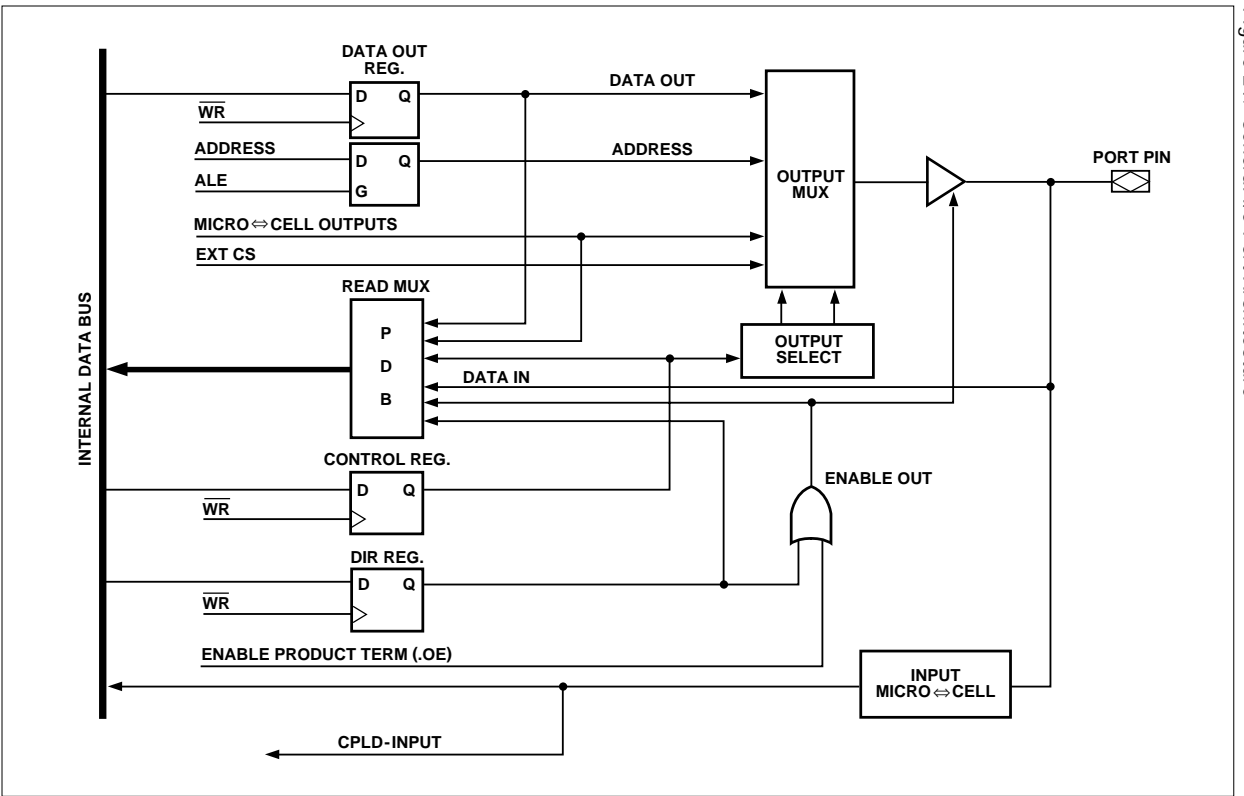 DATA OUT
REG.
D Q
WR
DATA OUT
ADDRESS
D Q
ALE
G
ADDRESS
OUTPUT
MUX
PORT PIN
MICRO⇔CELL OUTPUTS
EXT CS
READ MUX
P
D
B
OUTPUT
SELECT
DATA IN
INTERNAL DATA BUS
CONTROL REG.
D Q
WR
ENABLE OUT
DIR REG.
D Q
WR
ENABLE PRODUCT TERM (.OE)
INPUT
MICRO⇔CELL
CPLD-INPUT